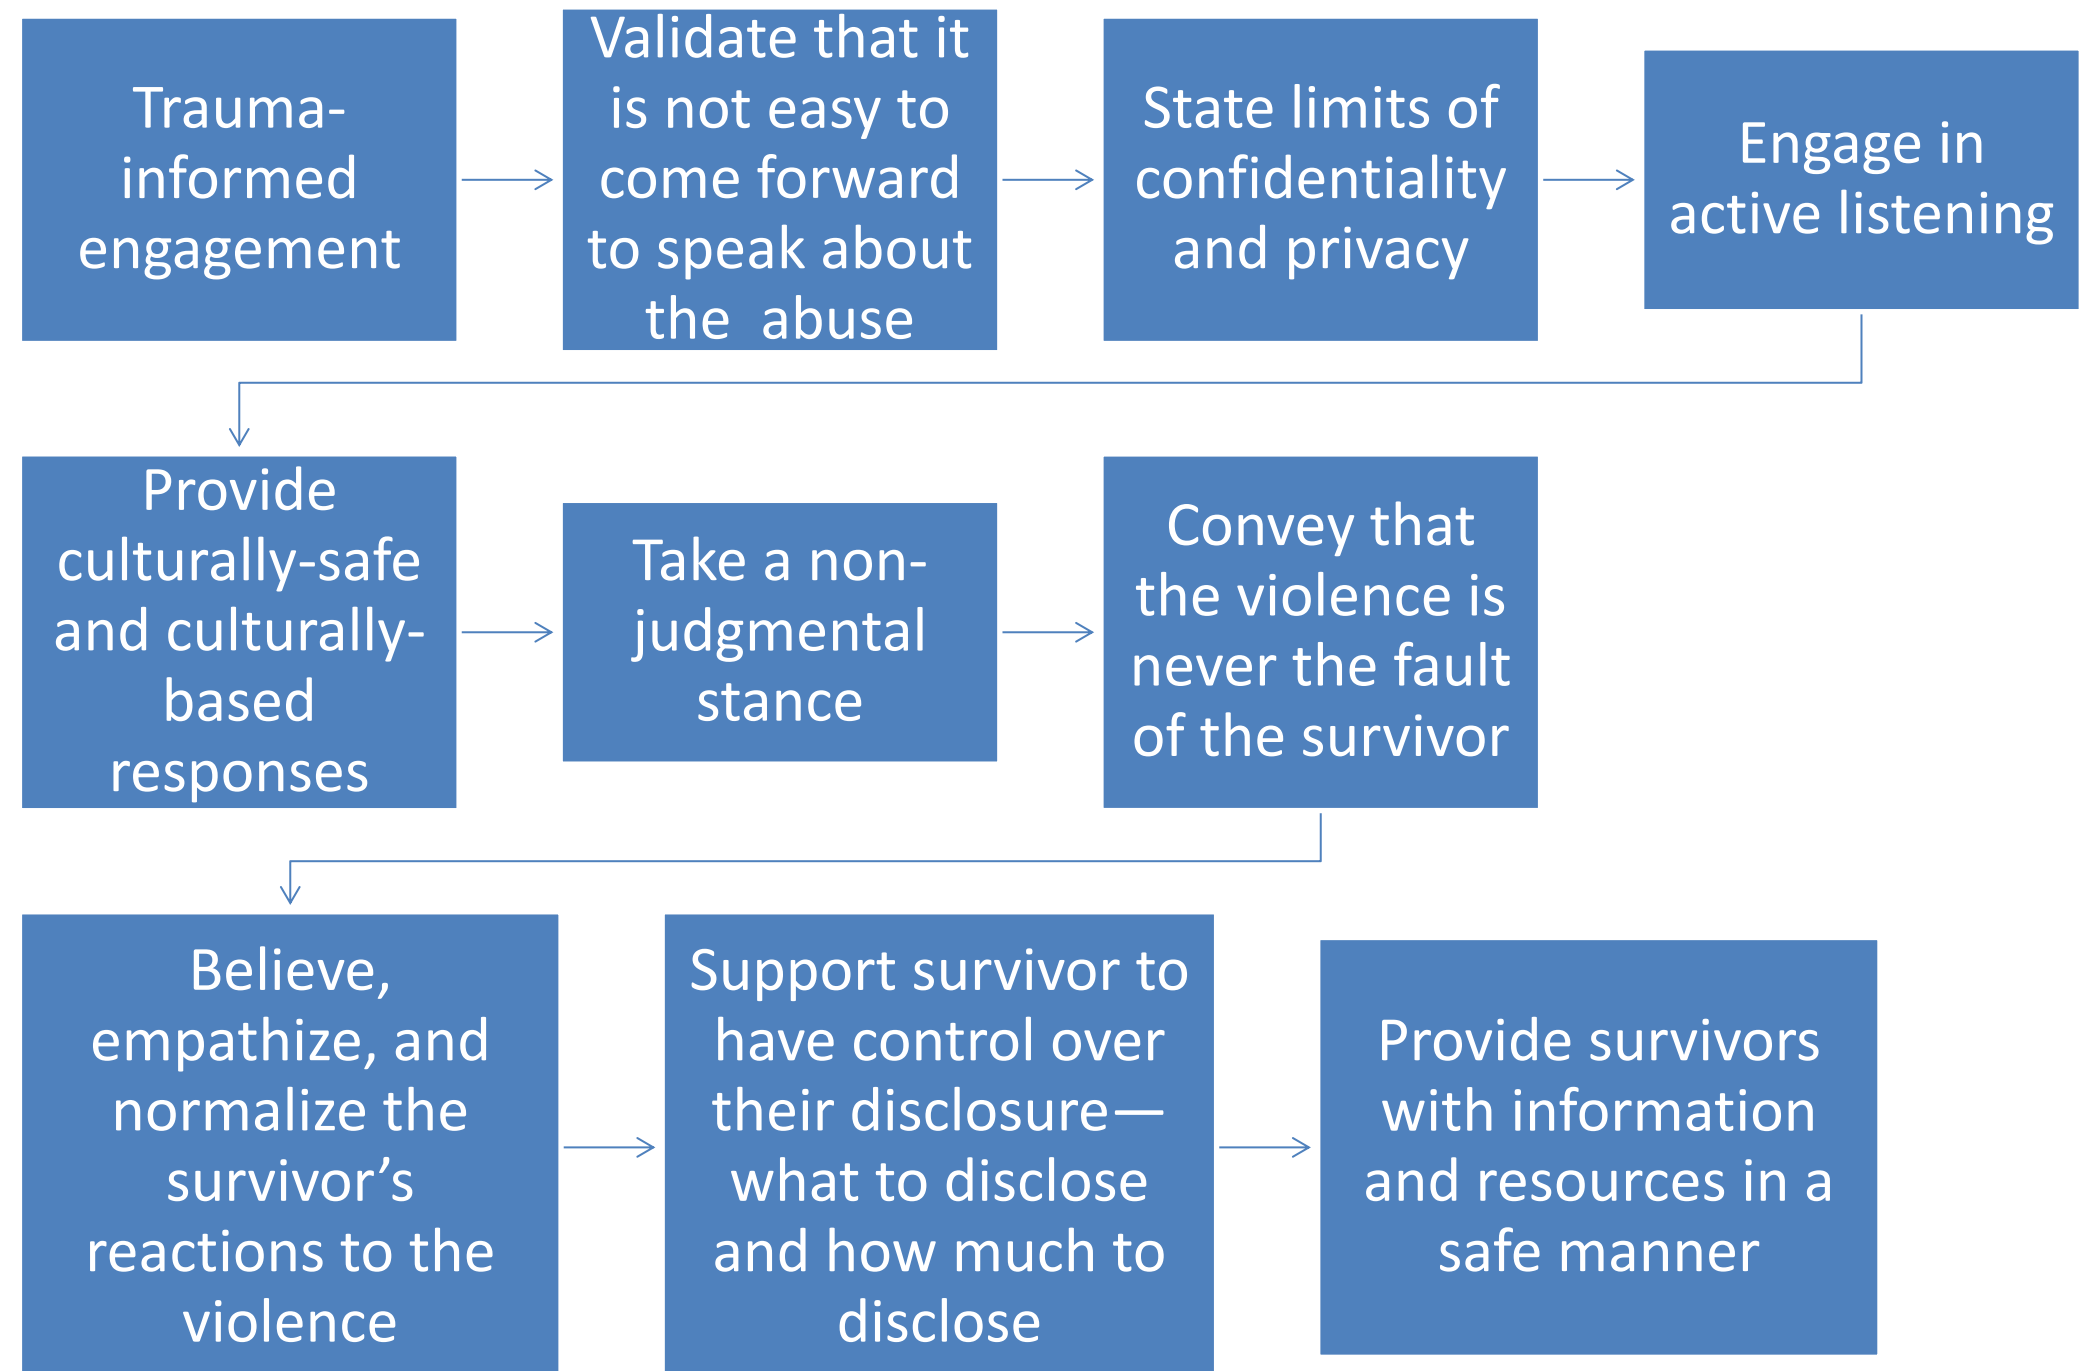 Trauma-
informed
engagement
Validate that it
is not easy to
come forward
to speak about
the  abuse
State limits of
confidentiality
and privacy
Engage in
active listening
Provide
culturally-safe
and culturally-
based
responses
Take a non-
judgmental
stance
Convey that
the violence is
never the fault
of the survivor
Believe,
empathize, and
normalize the
survivor’s
reactions to the
violence
Support survivor to
have control over
their disclosure—
what to disclose
and how much to
disclose
Provide survivors
with information
and resources in a
safe manner